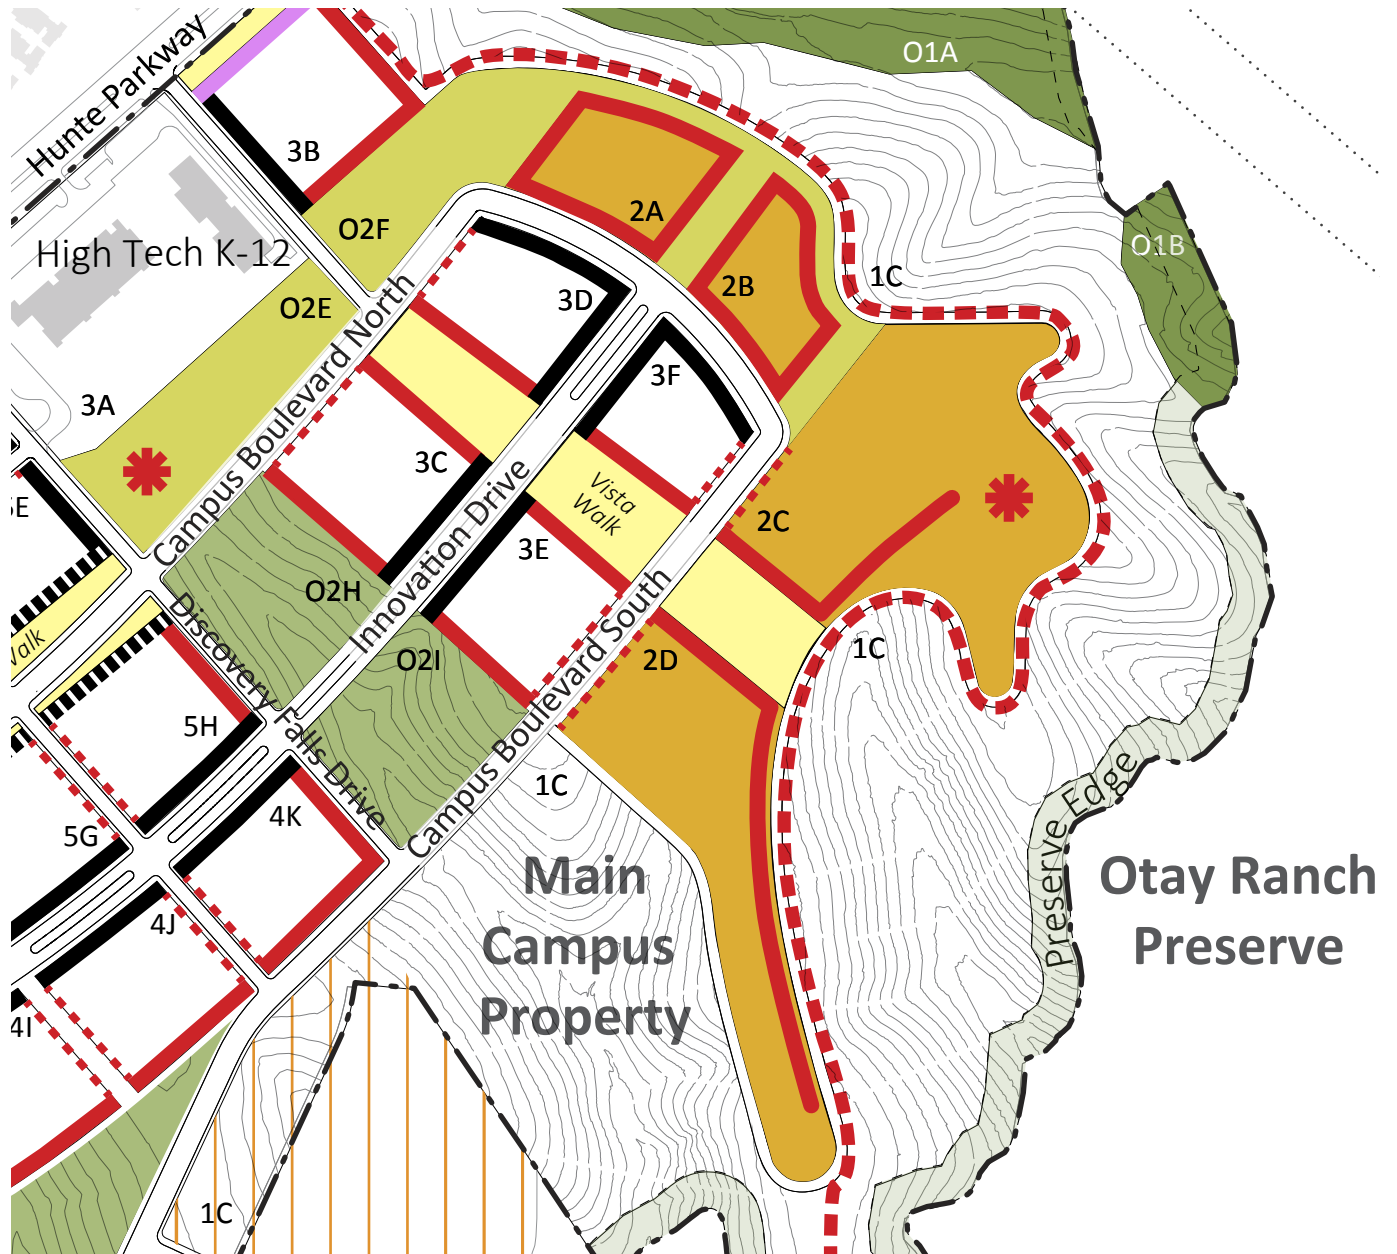 Hunte Parkway
O1A
3B
2A
O2F
High Tech K-12
O1B
1C
2B
3D
O2E
3F
3A
3C
Campus Boulevard North
Vista
Walk
Innovation Drive
2C
3E
O2H
1C
O2I
2D
Campus Boulevard South
Discovery Falls Drive
5H
1C
4K
5G
Preserve Edge
Main
Campus
Property
Otay Ranch
Preserve
4J
4I
1C